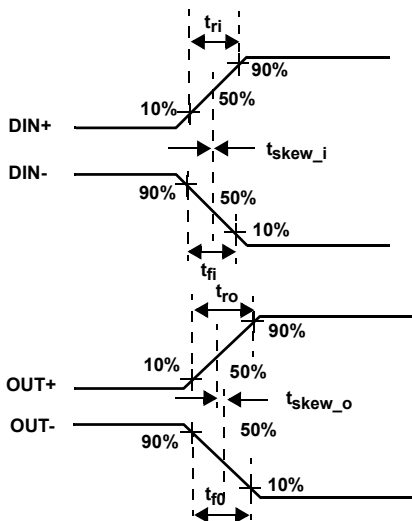 tri
90%
10%
50%
DIN+
tskew_i
DIN-
90%
50%
10%
tfi
tro
90%
10%
50%
OUT+
tskew_o
OUT-
90%
50%
10%
tf0